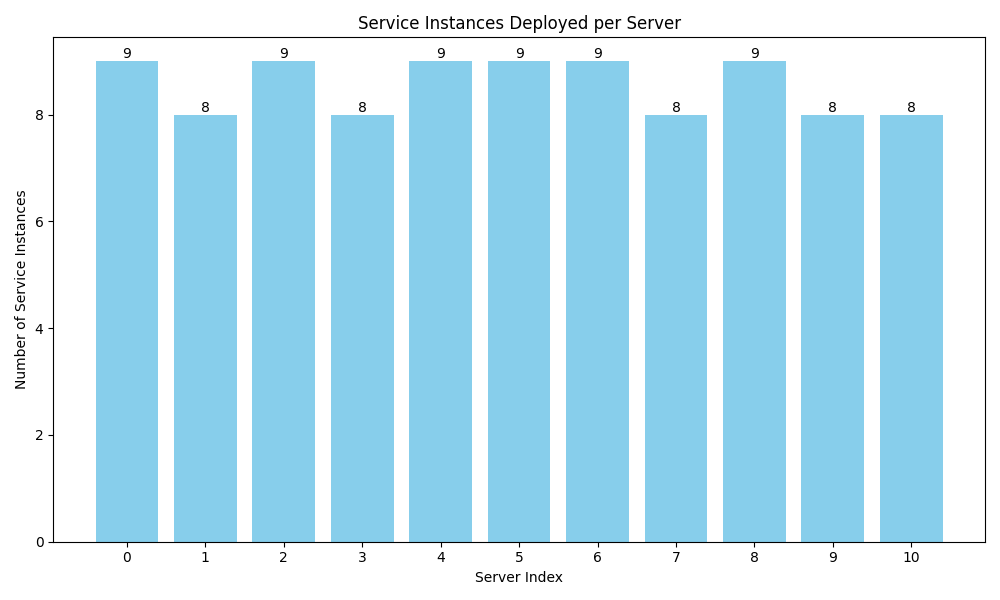 Service Instances Deployed per Server
9 8 9 8 9 9 9 8 9 8 8
Number of Service Instances
8
6
4
2
0
0 1 2 3 4 5 6 7 8 9 10
Server Index